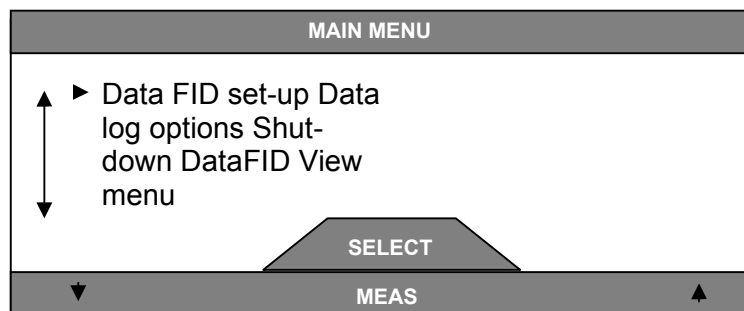 MAIN MENU
Data FID set-up Data
log options Shut-
down DataFID View
menu
SELECT
MEAS